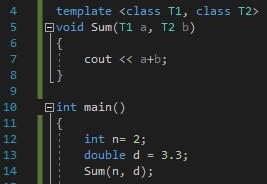 4 template <class T1, class T2>
5 void Sum(T1 a, T2 b)
6 {
7 cout << a+b;
8 }
9
10 int main()
11 {
12 int n= 2;
13 double d = 3.3;
14 Sum(n, d);